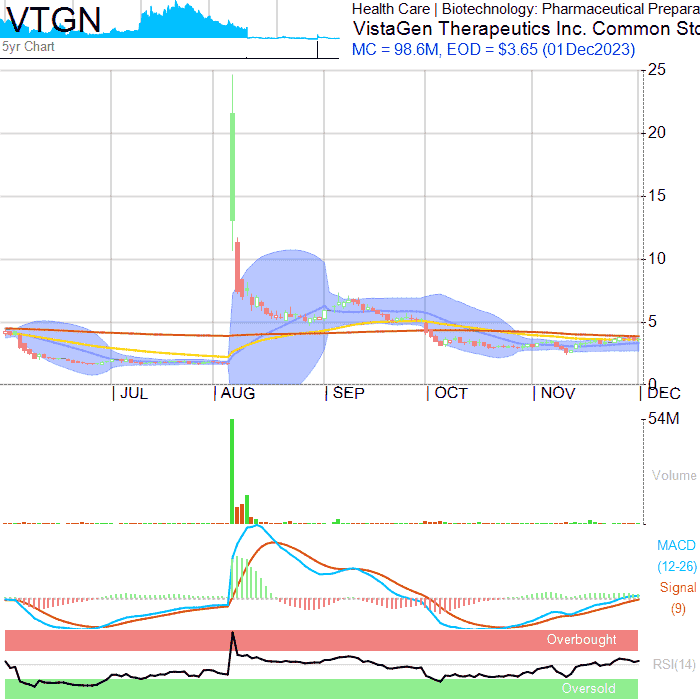 VTGN
5yr Chart
Health Care | Biotechnology: Pharmaceutical Prepara
VistaGen Therapeutics Inc. Common Sto
MC = 98.6M, EOD = $3.65 (01Dec2023)
25
20
15
10
5
0
JUL
AUG
SEP
OCT
NOV
DEC
54M
Volume
MACD
(12-26)
Signal
(9)
Overbought
RSI(14)
Oversold